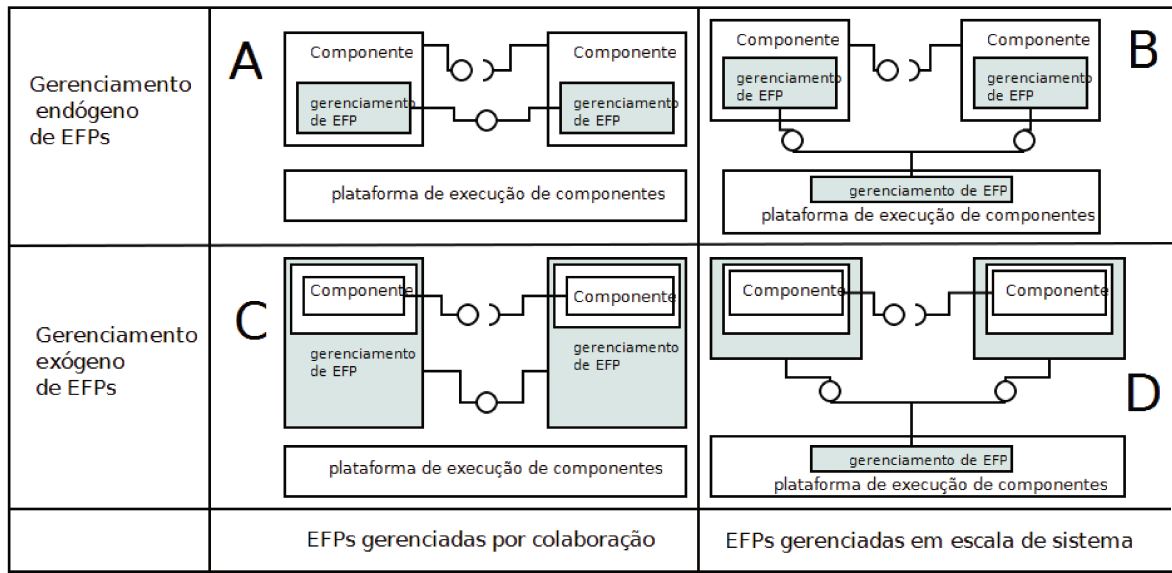 Gerenciamento
endógeno
de EFPs
A
Componente
gerenciamento
de EFP
Componente
gerenciamento
de EFP
plataforma de execução de componentes
B
Componente
gerenciamento
de EFP
Componente
gerenciamento
de EFP
gerenciamento de EFP
plataforma de execução de componentes
Gerenciamento
exógeno
de EFPs
C
Componente
gerenciamento
de EFP
Componente
gerenciamento
de EFP
plataforma de execução de componentes
D
Componente
Componente
gerenciamento de EFP
plataforma de execução de componentes
EFPs gerenciadas por colaboração
EFPs gerenciadas em escala de sistema